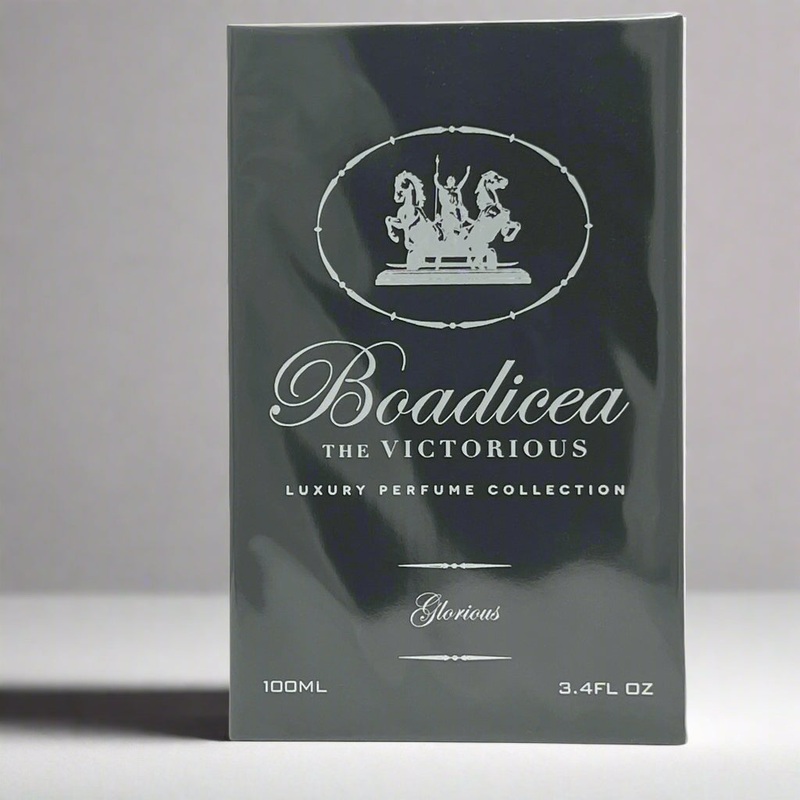 Boadicea
THE VICTORIOUS
LUXURY PERFUME COLLECTION
Glorious
100ML 3.4FL OZ